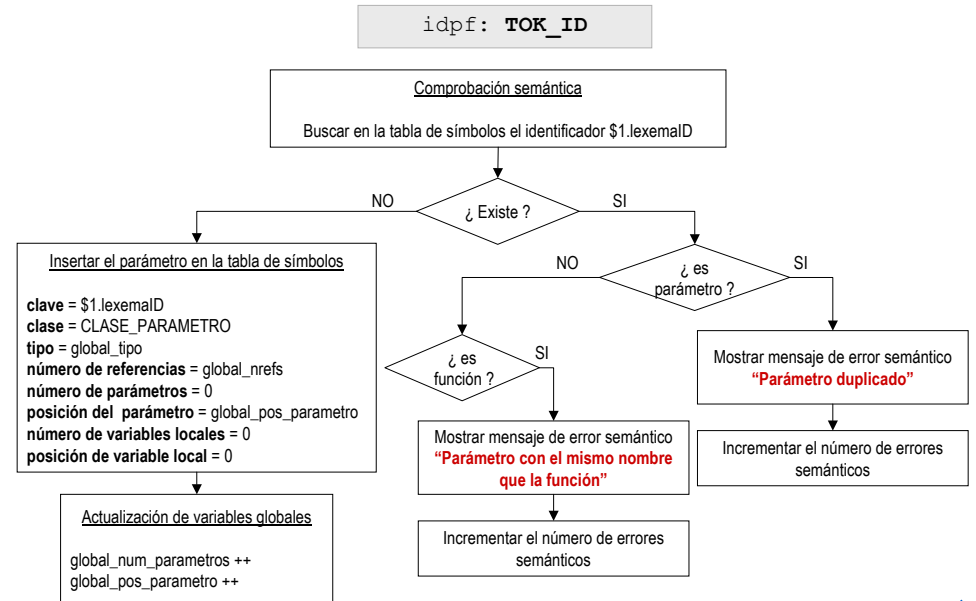 idpf: TOK_ID
Comprobación semántica
Buscar en la tabla de símbolos el identificador $1.lexemaID
NO
¿ Existe ?
SI
Insertar el parámetro en la tabla de símbolos
clave = $1.lexemaID
clase = CLASE_PARAMETRO
tipo = global_tipo
número de referencias = global_nrefs
número de parámetros = 0
posición del parámetro = global_pos_parametro
número de variables locales = 0
posición de variable local = 0
Actualización de variables globales
global_num_parametros ++
global_pos_parametro ++
NO
¿ es
parámetro ?
SI
¿ es
función ?
SI
Mostrar mensaje de error semántico
“Parámetro con el mismo nombre
que la función”
Incrementar el número de errores
semánticos
Mostrar mensaje de error semántico
“Parámetro duplicado”
Incrementar el número de errores
semánticos